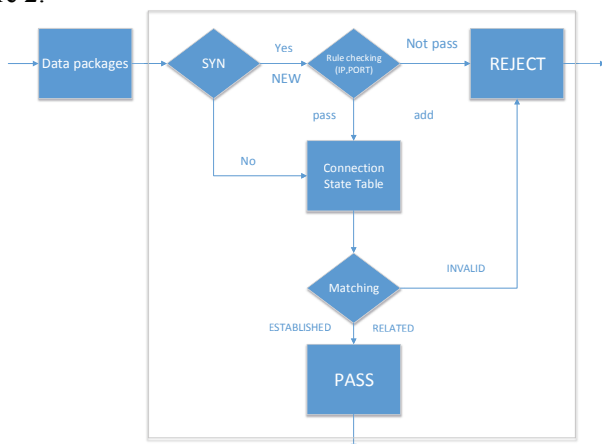 Yes
Not pass
Data packages
SYN
NEW
Rule checking
(IP,PORT)
REJECT
pass
add
No
Connection
State Table
INVALID
Matching
ESTABLISHED
RELATED
PASS